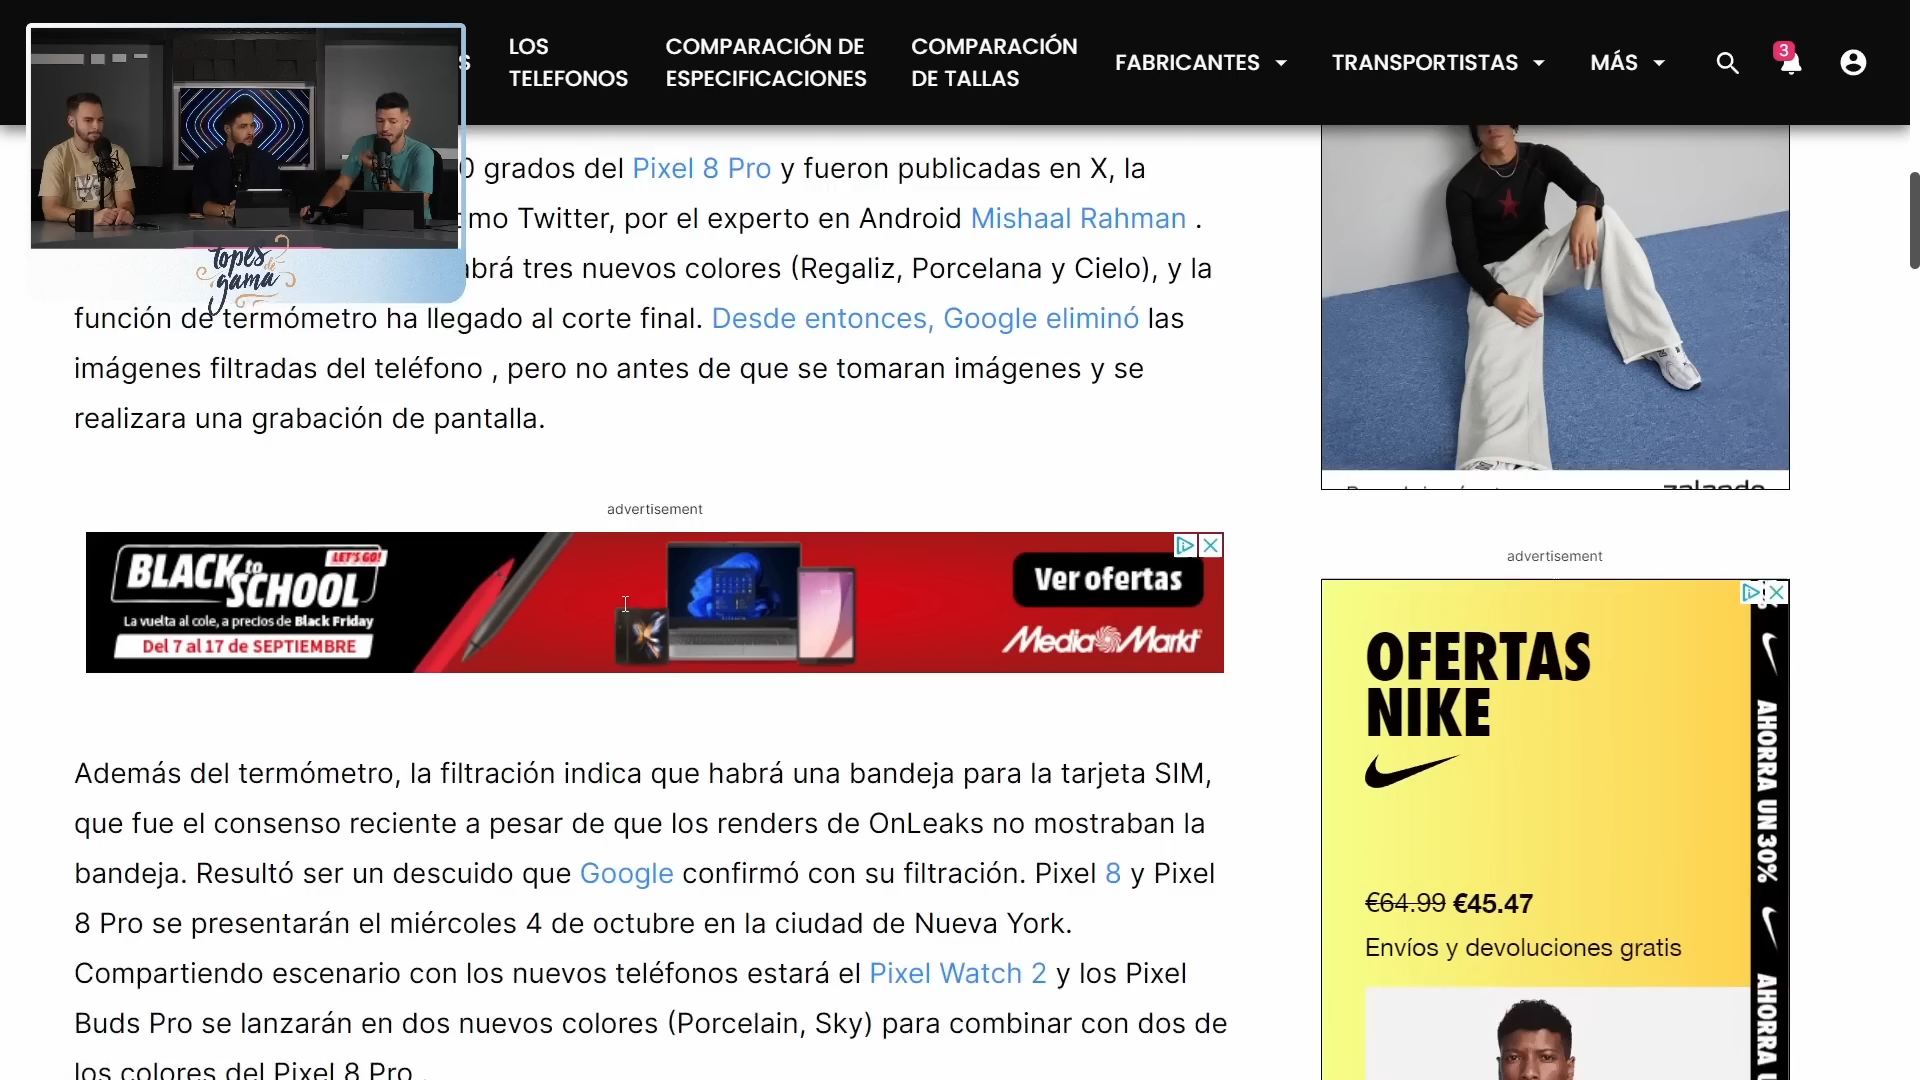 LOS
TELEFONOS
COMPARACIÓN DE
ESPECIFICACIONES
COMPARACIÓN
DE TALLAS
FABRICANTES
TRANSPORTISTAS
MÁS
3
topes de gama
0 grados del Pixel 8 Pro y fueron publicadas en X, la
mo Twitter, por el experto en Android Mishaal Rahman .
abrá tres nuevos colores (Regaliz, Porcelana y Cielo), y la
función de termómetro ha llegado al corte final. Desde entonces, Google eliminó las
imágenes filtradas del teléfono , pero no antes de que se tomaran imágenes y se
realizara una grabación de pantalla.
advertisement
BLACK to SCHOOL
LET'S GO!
La vuelta al cole, a precios de Black Friday
Del 7 al 17 de SEPTIEMBRE
Ver ofertas
MediaMarkt
Además del termómetro, la filtración indica que habrá una bandeja para la tarjeta SIM,
que fue el consenso reciente a pesar de que los renders de OnLeaks no mostraban la
bandeja. Resultó ser un descuido que Google confirmó con su filtración. Pixel 8 y Pixel
8 Pro se presentarán el miércoles 4 de octubre en la ciudad de Nueva York.
Compartiendo escenario con los nuevos teléfonos estará el Pixel Watch 2 y los Pixel
Buds Pro se lanzarán en dos nuevos colores (Porcelain, Sky) para combinar con dos de
los colores del Pixel 8 Pro .
zalando
advertisement
OFERTAS
NIKE
€64.99 €45.47
Envíos y devoluciones gratis
AHORRA UN 30%
AHORRA U